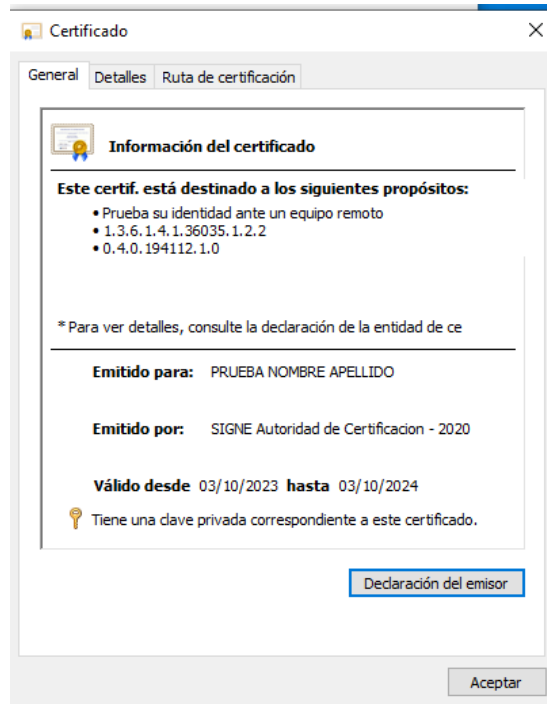 Certificado
General Detalles Ruta de certificación
Información del certificado
Este certif. está destinado a los siguientes propósitos:
• Prueba su identidad ante un equipo remoto
• 1.3.6.1.4.1.36035.1.2.2
• 0.4.0.194112.1.0
* Para ver detalles, consulte la declaración de la entidad de ce
Emitido para: PRUEBA NOMBRE APELLIDO
Emitido por: SIGNE Autoridad de Certificacion - 2020
Válido desde 03/10/2023 hasta 03/10/2024
Tiene una clave privada correspondiente a este certificado.
Declaración del emisor
Aceptar